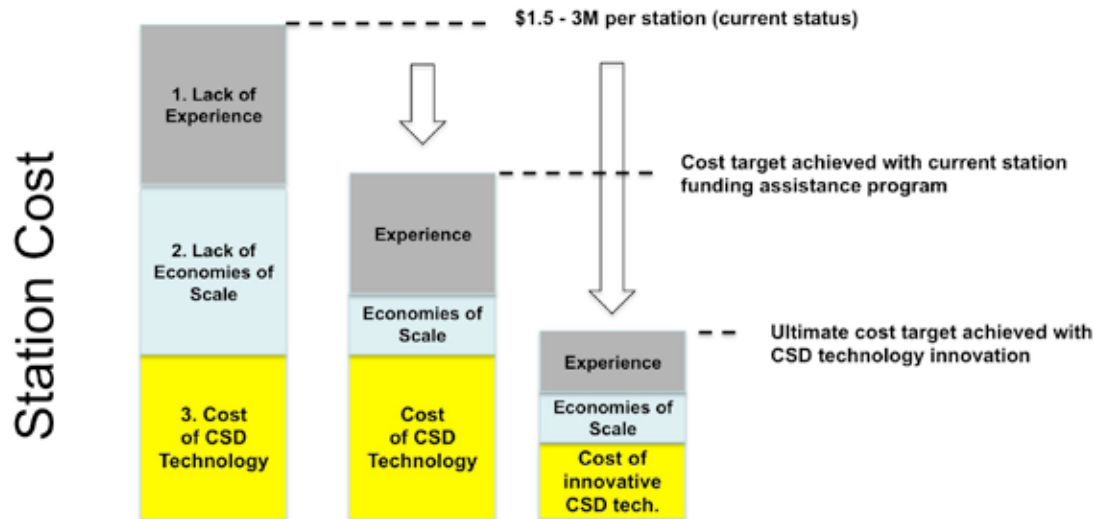 $1.5 - 3M per station (current status)
Station Cost
1. Lack of
Experience
2. Lack of
Economies of
Scale
3. Cost
of CSD
Technology
Experience
Economies of
Scale
Cost
of CSD
Technology
Cost target achieved with current station
funding assistance program
Experience
Economies of
Scale
Cost of
innovative
CSD tech.
Ultimate cost target achieved with
CSD technology innovation